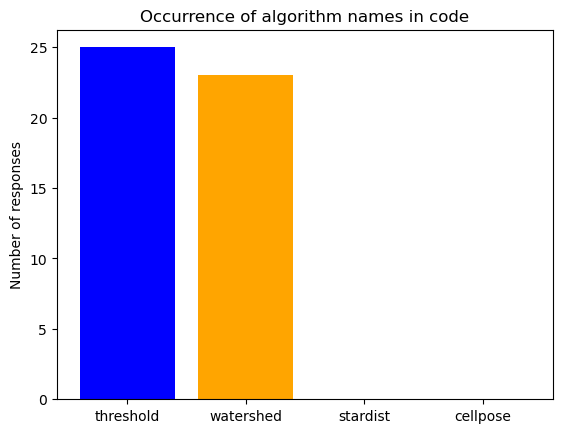 Occurrence of algorithm names in code
Number of responses
25
20
15
10
5
0
threshold watershed stardist cellpose